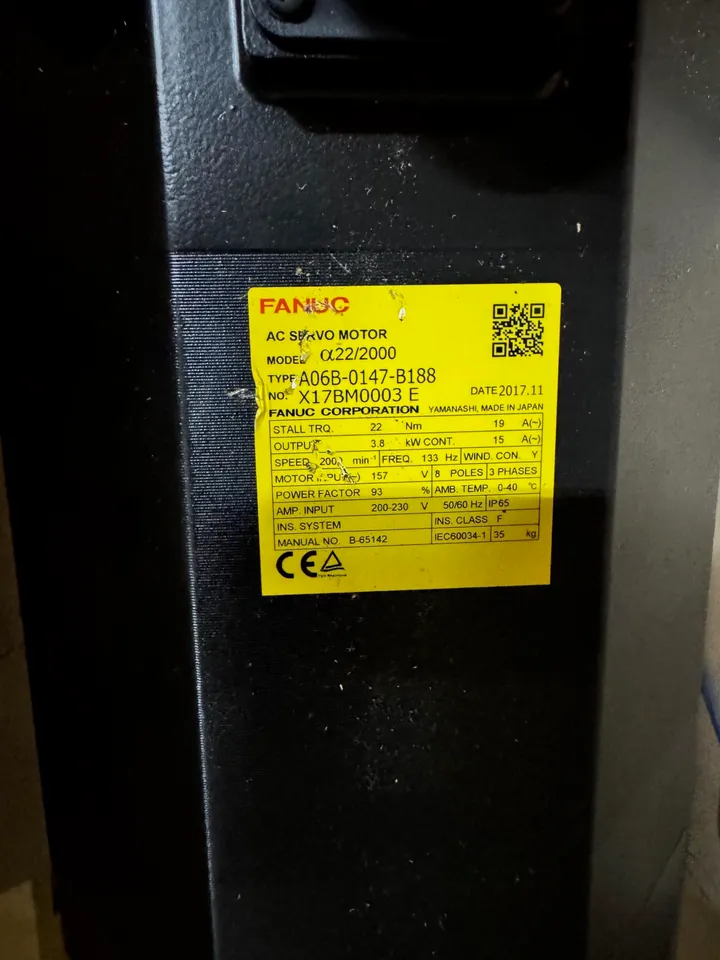 FANUC
AC SERVO MOTOR
MODEL α22/2000
TYPE A06B-0147-B188
NO. X17BM0003 E DATE 2017.11
FANUC CORPORATION YAMANASHI, MADE IN JAPAN
STALL TRQ. 22 Nm 19 A(~)
OUTPUT 3.8 kW CONT. 15 A(~)
SPEED 2000 min⁻¹ FREQ. 133 Hz WIND. CON. Y
MOTOR INPUT(~) 157 V 8 POLES 3 PHASES
POWER FACTOR 93 % AMB. TEMP. 0-40 ℃
AMP. INPUT 200-230 V 50/60 Hz IP65
INS. SYSTEM INS. CLASS F
MANUAL NO. B-65142 IEC60034-1 35 kg
CE